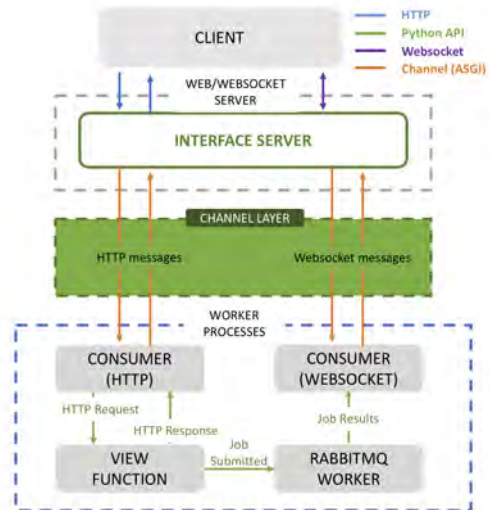 HTTP
Python API
Websocket
Channel (ASGI)
CLIENT
WEB/WEBSOCKET
SERVER
INTERFACE SERVER
CHANNEL LAYER
HTTP messages
Websocket messages
WORKER
PROCESSES
CONSUMER
(HTTP)
CONSUMER
(WEBSOCKET)
HTTP Request
HTTP Response
Job
Submitted
Job Results
VIEW
FUNCTION
RABBITMQ
WORKER